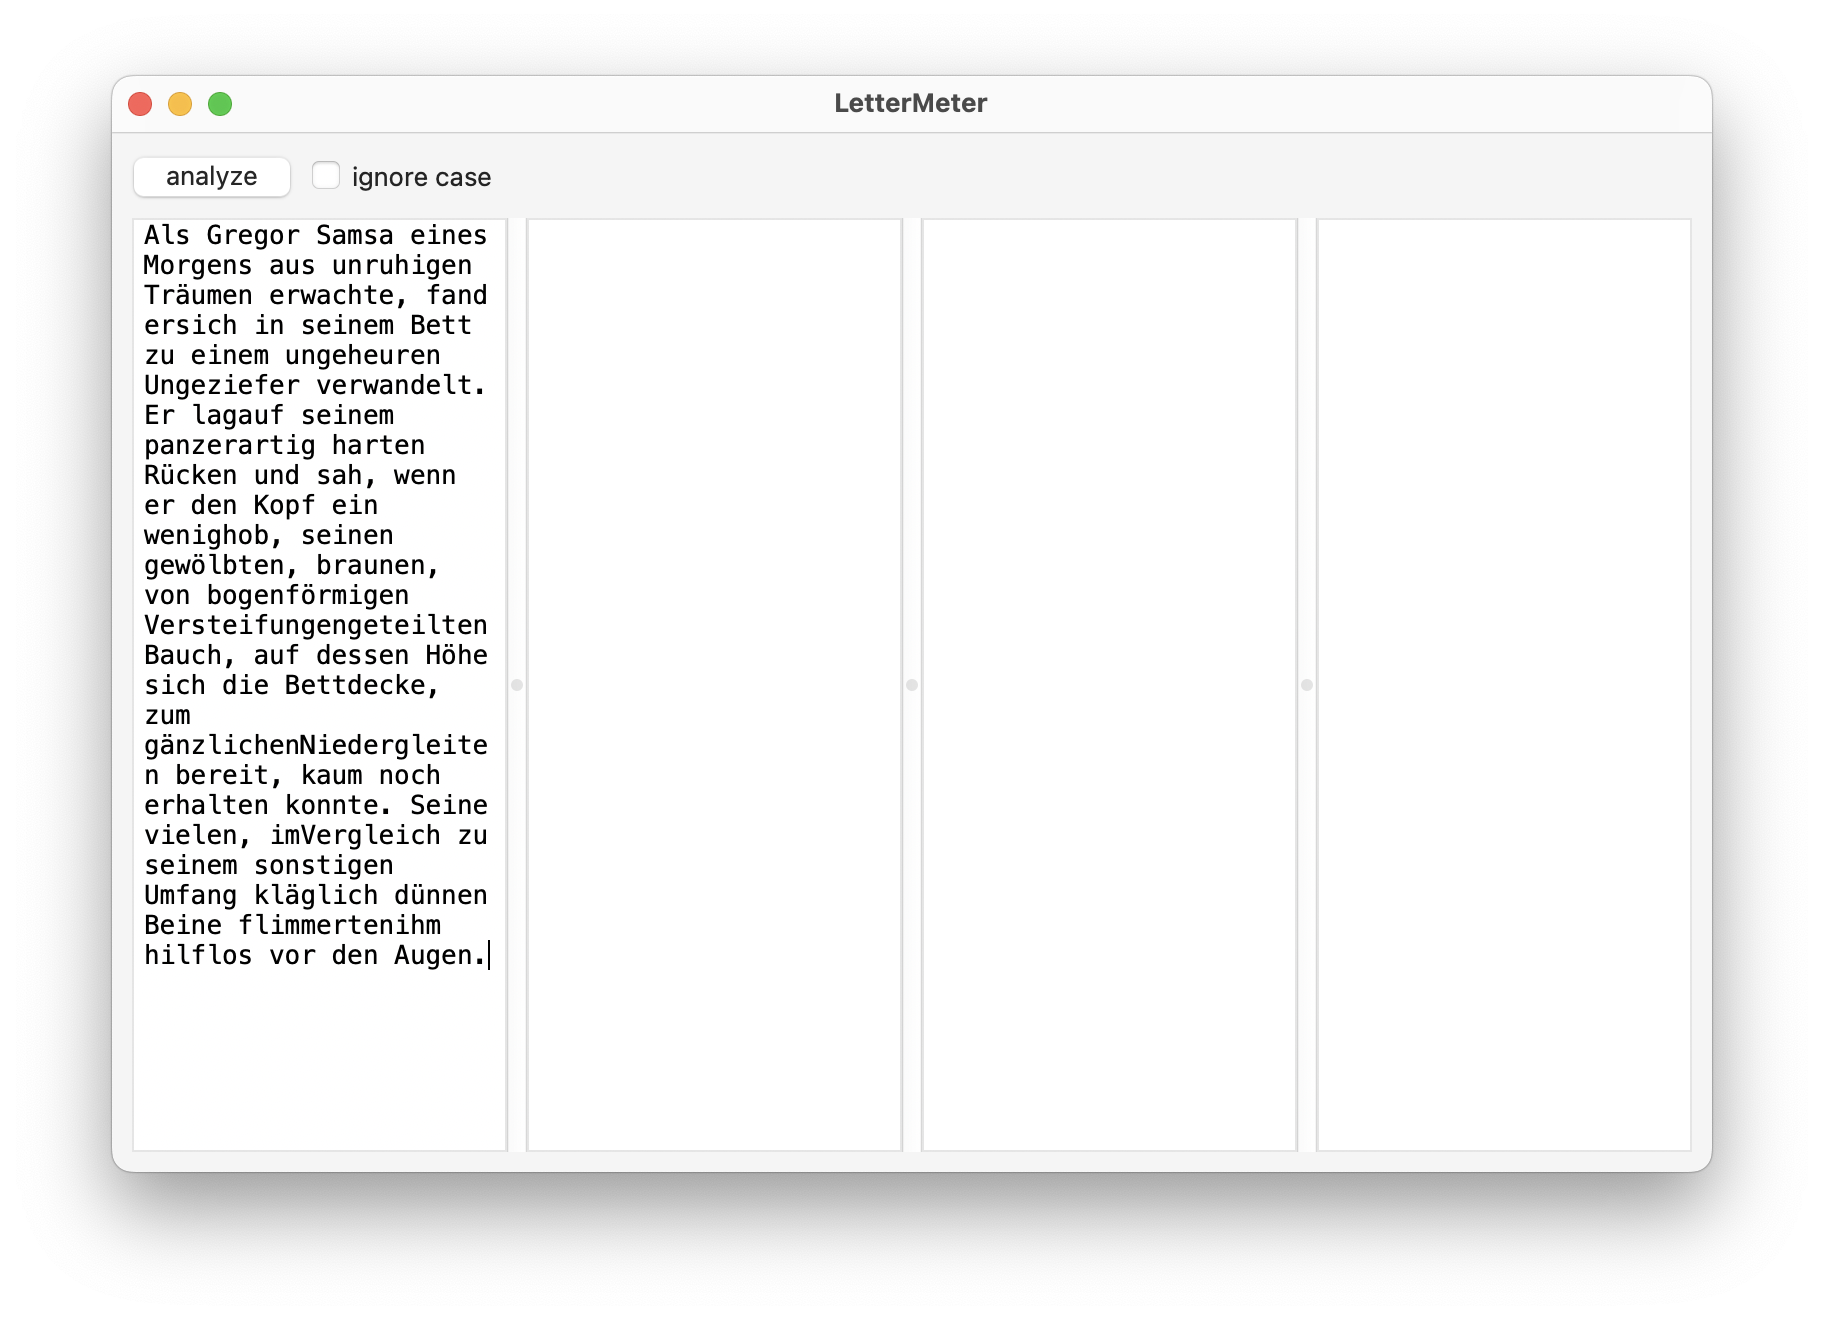 LetterMeter
analyze
ignore case
Als Gregor Samsa eines
Morgens aus unruhigen
Träumen erwachte, fand
ersich in seinem Bett
zu einem ungeheuren
Ungeziefer verwandelt.
Er lagauf seinem
panzerartig harten
Rücken und sah, wenn
er den Kopf ein
wenighob, seinen
gewölbten, braunen,
von bogenförmigen
Versteifungengeteilten
Bauch, auf dessen Höhe
sich die Bettdecke,
zum
gänzlichenNiedergleite
n bereit, kaum noch
erhalten konnte. Seine
vielen, imVergleich zu
seinem sonstigen
Umfang kläglich dünnen
Beine flimmertenihm
hilflos vor den Augen.